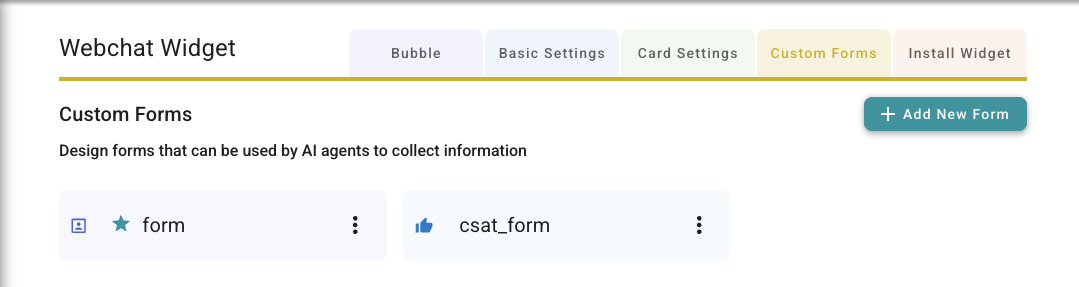 Webchat Widget
Bubble
Basic Settings
Card Settings
Custom Forms
Install Widget
Custom Forms
Add New Form
Design forms that can be used by AI agents to collect information
form
csat_form